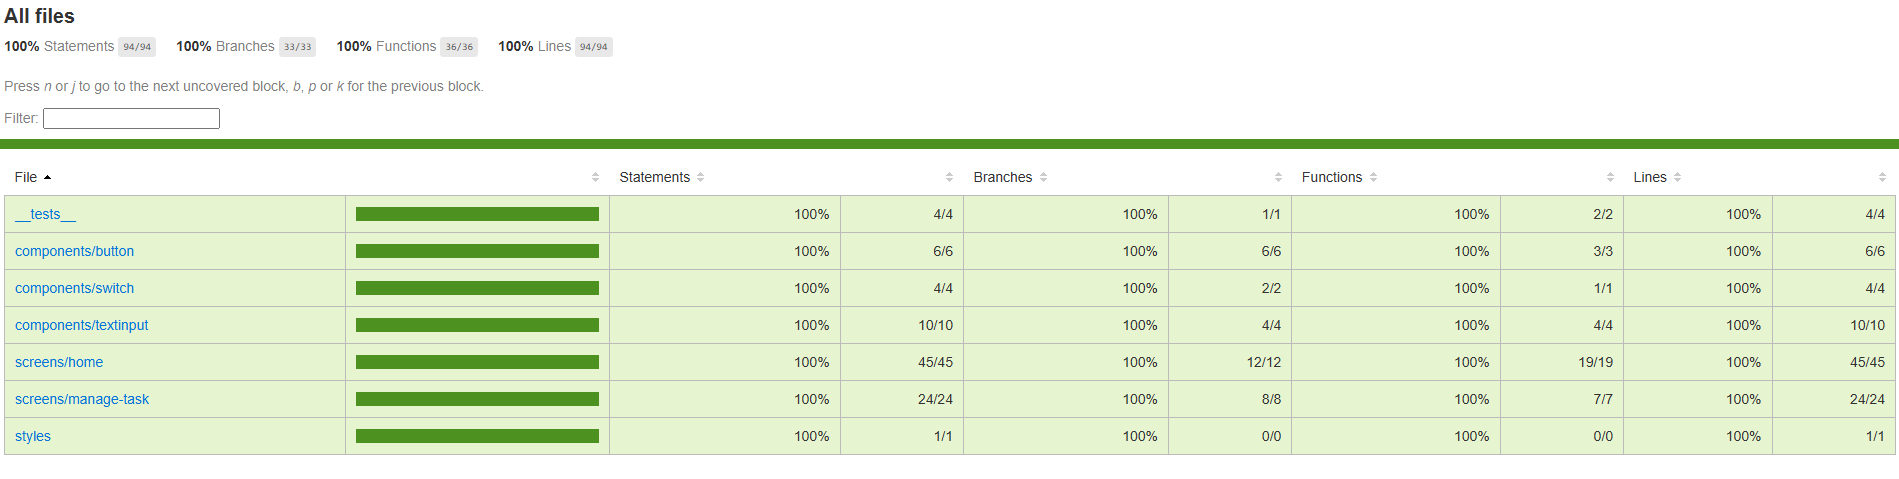 All files
100% Statements 94/94 100% Branches 33/33 100% Functions 36/36 100% Lines 94/94
Press n or j to go to the next uncovered block, b, p or k for the previous block.
Filter:
File Statements Branches Functions Lines
__tests__ 100% 4/4 100% 1/1 100% 2/2 100% 4/4
components/button 100% 6/6 100% 6/6 100% 3/3 100% 6/6
components/switch 100% 4/4 100% 2/2 100% 1/1 100% 4/4
components/textinput 100% 10/10 100% 4/4 100% 4/4 100% 10/10
screens/home 100% 45/45 100% 12/12 100% 19/19 100% 45/45
screens/manage-task 100% 24/24 100% 8/8 100% 7/7 100% 24/24
styles 100% 1/1 100% 0/0 100% 0/0 100% 1/1